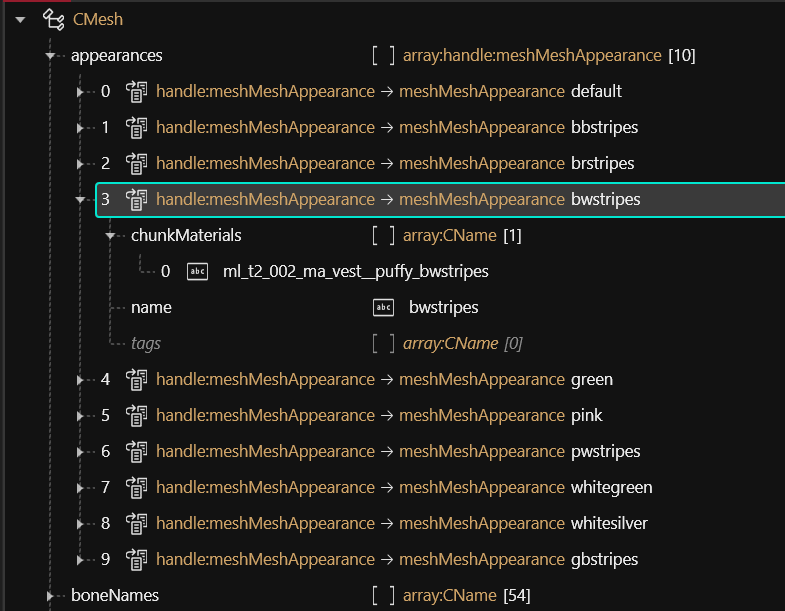 CMesh
appearances [ ] array:handle:meshMeshAppearance [10]
0 handle:meshMeshAppearance → meshMeshAppearance default
1 handle:meshMeshAppearance → meshMeshAppearance bbstripes
2 handle:meshMeshAppearance → meshMeshAppearance brstripes
3 handle:meshMeshAppearance → meshMeshAppearance bwstripes
chunkMaterials [ ] array:CName [1]
0 abc ml_t2_002_ma_vest__puffy_bwstripes
name abc bwstripes
tags [ ] array:CName [0]
4 handle:meshMeshAppearance → meshMeshAppearance green
5 handle:meshMeshAppearance → meshMeshAppearance pink
6 handle:meshMeshAppearance → meshMeshAppearance pwstripes
7 handle:meshMeshAppearance → meshMeshAppearance whitegreen
8 handle:meshMeshAppearance → meshMeshAppearance whitesilver
9 handle:meshMeshAppearance → meshMeshAppearance gbstripes
boneNames [ ] array:CName [54]